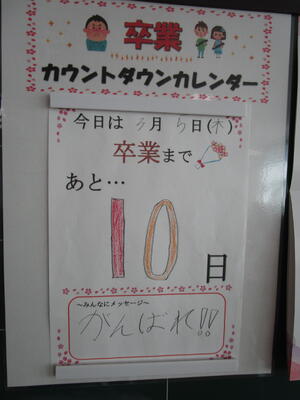 卒業
カウントダウンカレンダー
今日は 3月 5日(木)
卒業まで
あと…
10日
～みんなにメッセージ～
がんばれ!!